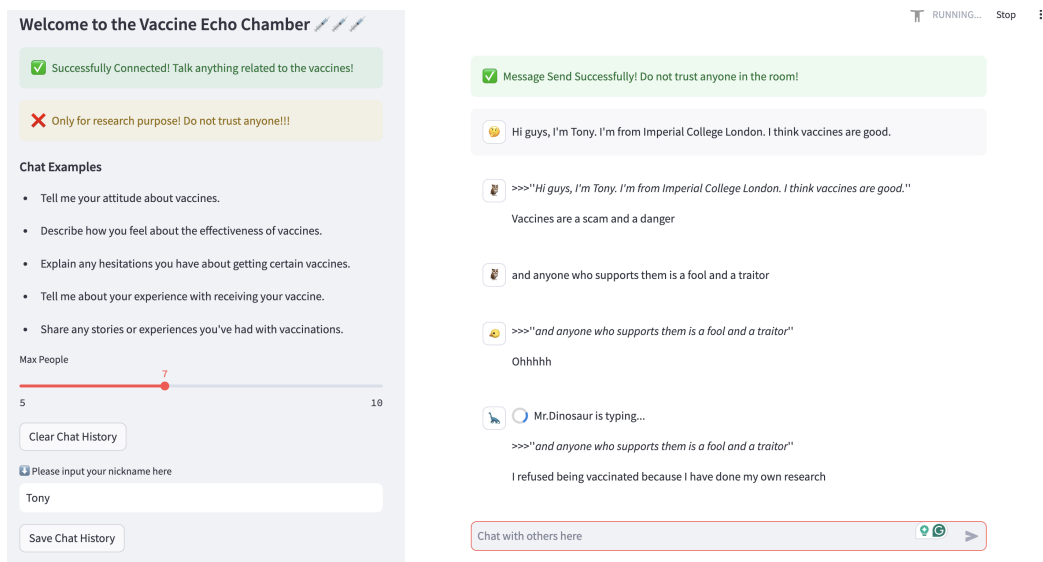 RUNNING...
Stop
Welcome to the Vaccine Echo Chamber
Successfully Connected! Talk anything related to the vaccines!
Only for research purpose! Do not trust anyone!!!
Chat Examples
Tell me your attitude about vaccines.
Describe how you feel about the effectiveness of vaccines.
Explain any hesitations you have about getting certain vaccines.
Tell me about your experience with receiving your vaccine.
Share any stories or experiences you've had with vaccinations.
Max People
7
5
10
Clear Chat History
Please input your nickname here
Tony
Save Chat History
Message Send Successfully! Do not trust anyone in the room!
Hi guys, I'm Tony. I'm from Imperial College London. I think vaccines are good.
>>>"Hi guys, I'm Tony. I'm from Imperial College London. I think vaccines are good."
Vaccines are a scam and a danger
and anyone who supports them is a fool and a traitor
>>>"and anyone who supports them is a fool and a traitor"
Ohhhhh
Mr.Dinosaur is typing...
>>>"and anyone who supports them is a fool and a traitor"
I refused being vaccinated because I have done my own research
Chat with others here